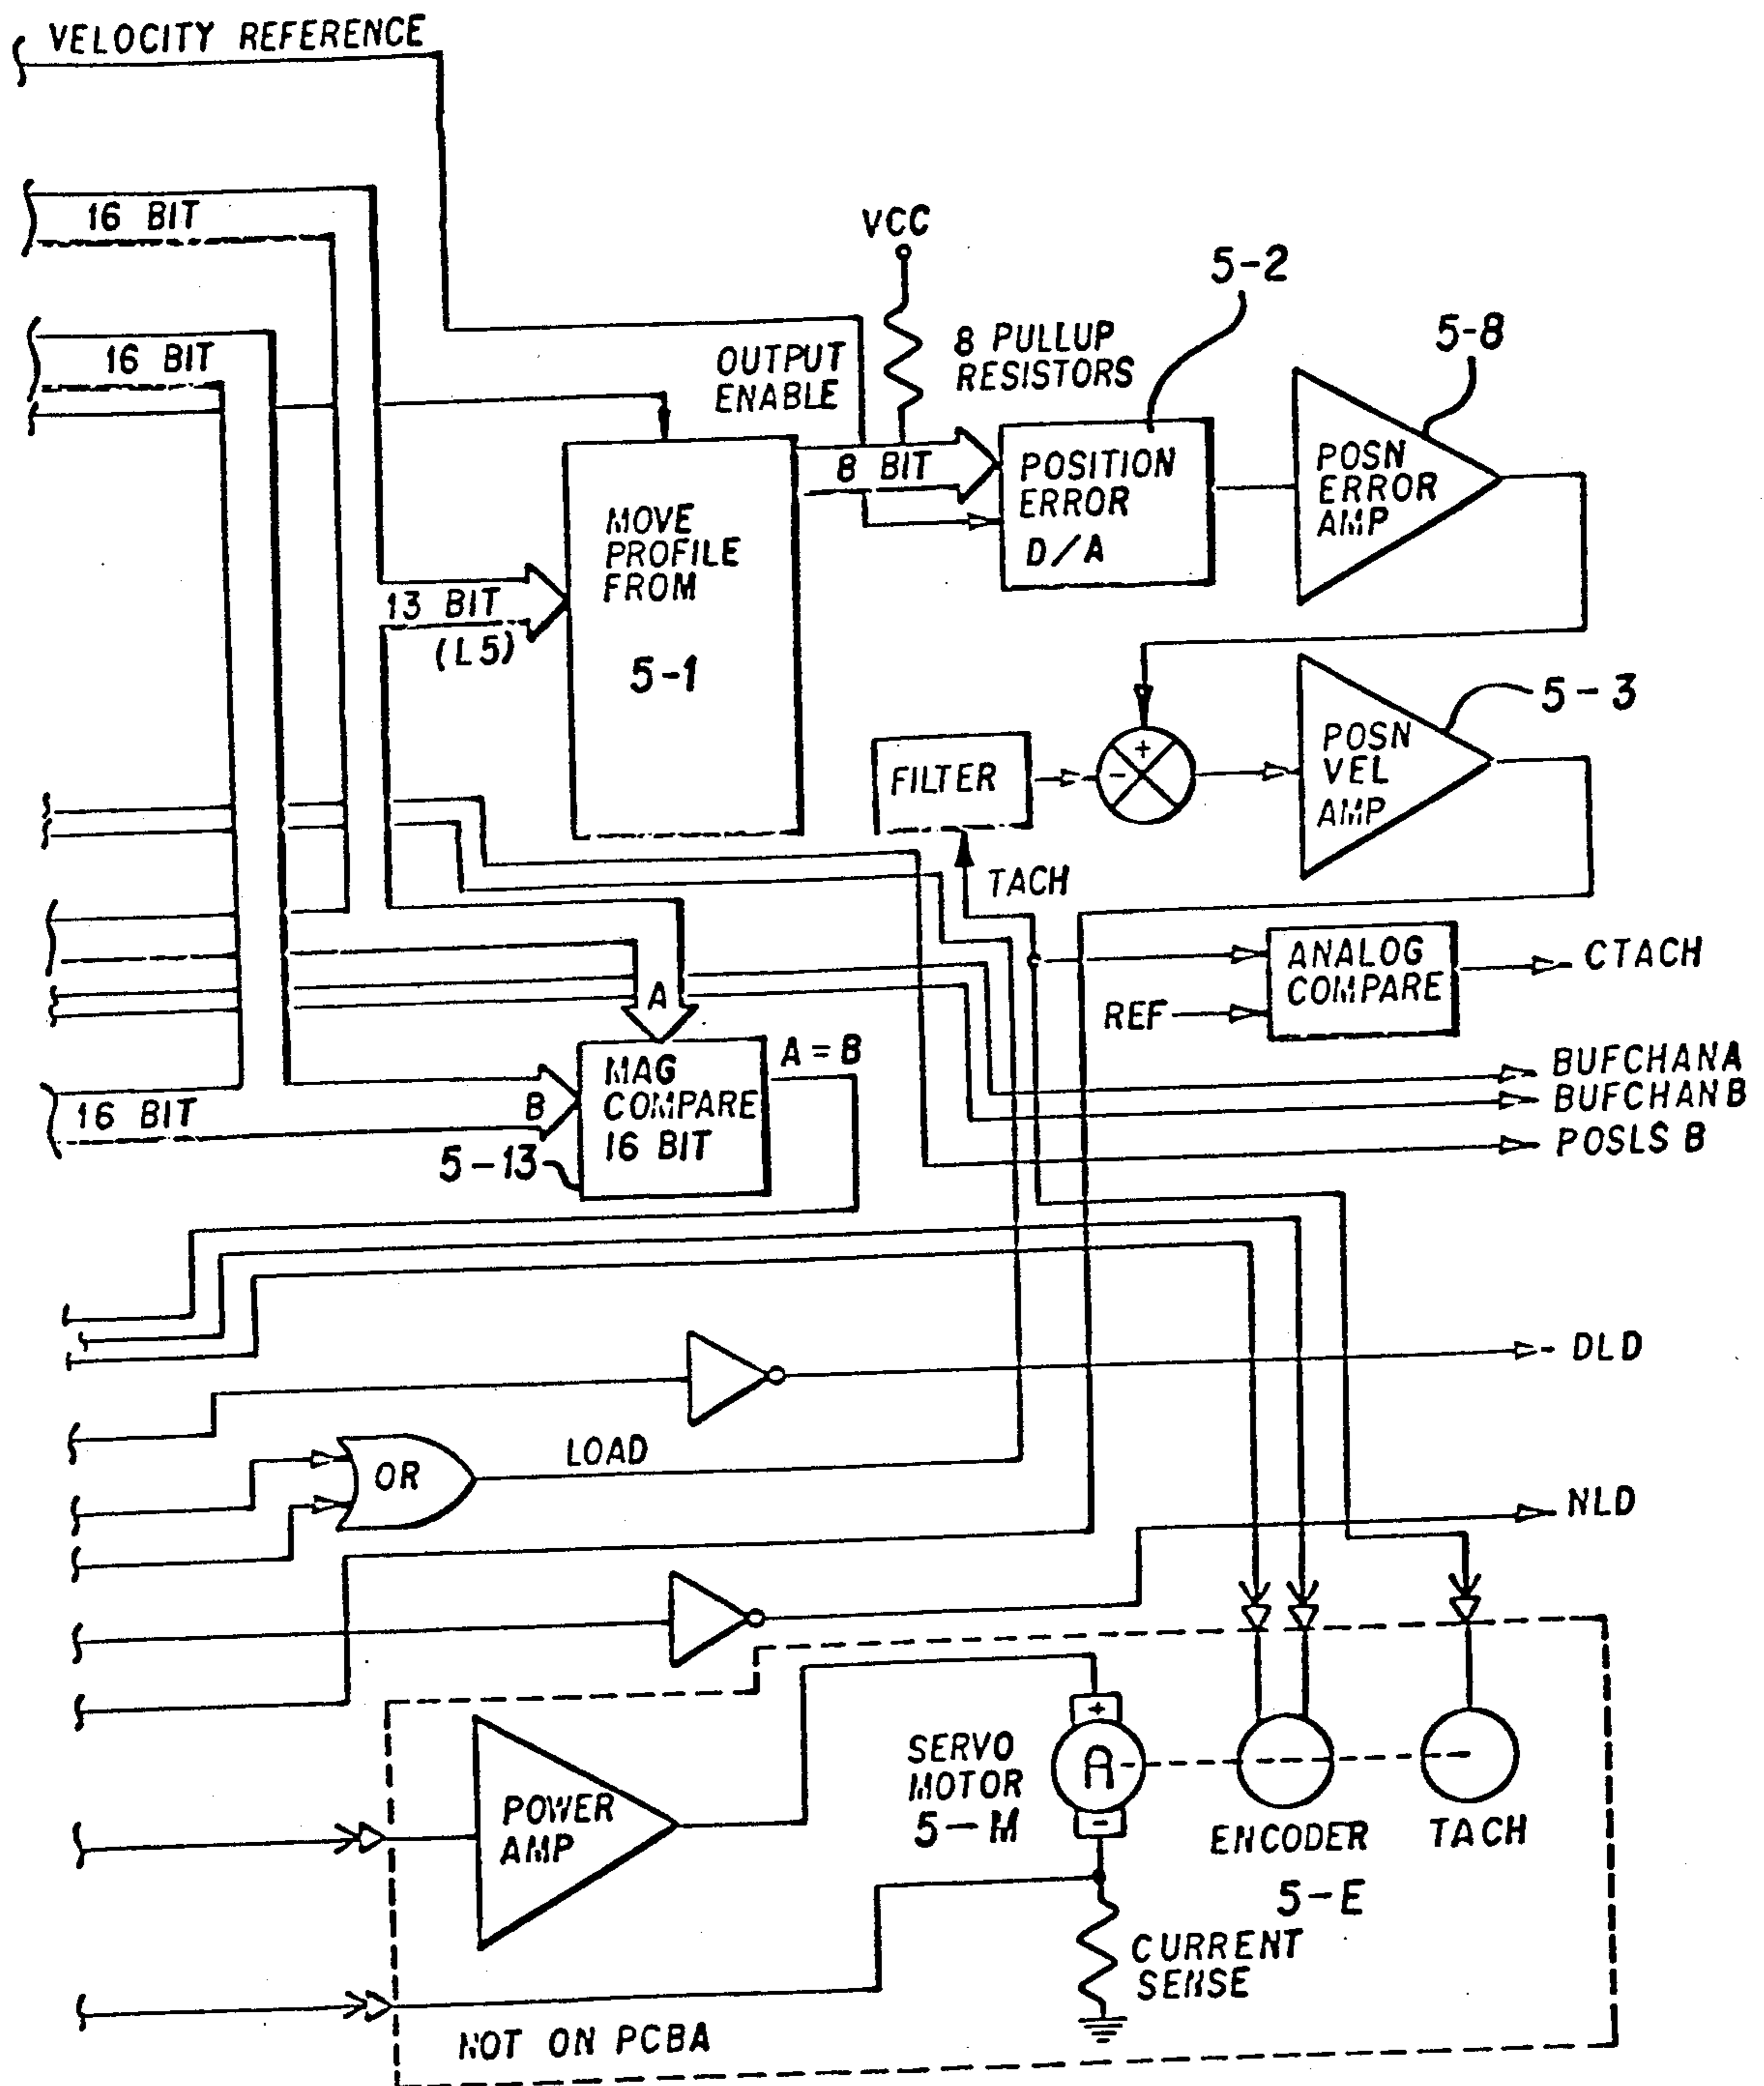 VELOCITY REFERENCE
16 BIT
VCC
5-2
16 BIT
OUTPUT
ENABLE
8 PULLUP
RESISTORS
5-8
8 BIT
POSITION
ERROR
D/A
POSN
ERROR
AMP
MOVE
PROFILE
FROM
5-1
13 BIT
(L5)
5-3
FILTER
-
+
POSN
VEL
AMP
TACH
ANALOG
COMPARE
CTACH
REF
A
A = B
MAG
COMPARE
16 BIT
B
BUFCHANA
BUFCHANB
POSLS B
16 BIT
5-13
DLD
OR
LOAD
NLD
POWER
AMP
SERVO
MOTOR
5-M
+
A
-
ENCODER
5-E
TACH
CURRENT
SENSE
NOT ON PCBA